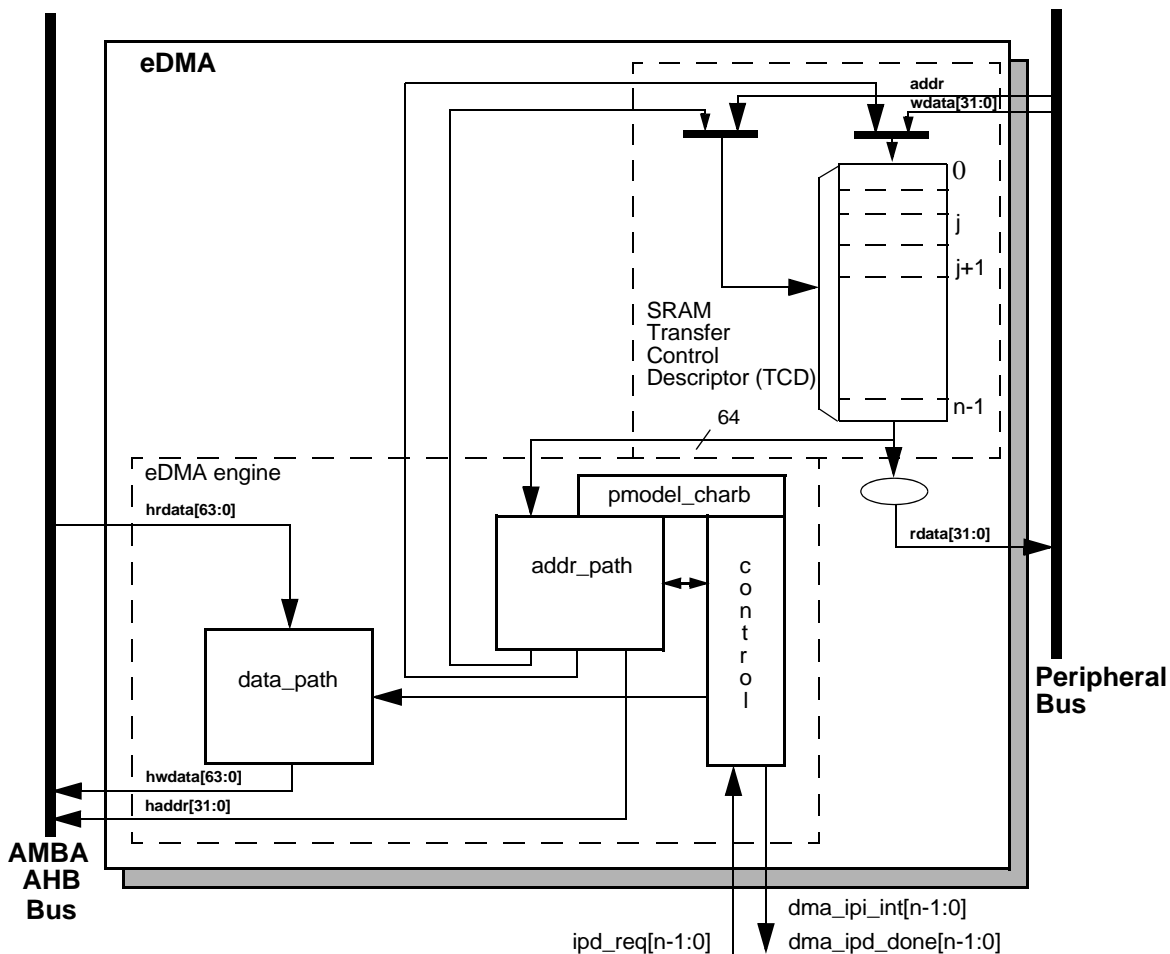 eDMA
addr
wdata[31:0]
0
j
j+1
SRAM
Transfer
Control
Descriptor (TCD)
n-1
64
eDMA engine
pmodel_charb
hrdata[63:0]
rdata[31:0]
addr_path
control
data_path
Peripheral
Bus
hwdata[63:0]
haddr[31:0]
AMBA
AHB
Bus
dma_ipi_int[n-1:0]
ipd_req[n-1:0]
dma_ipd_done[n-1:0]